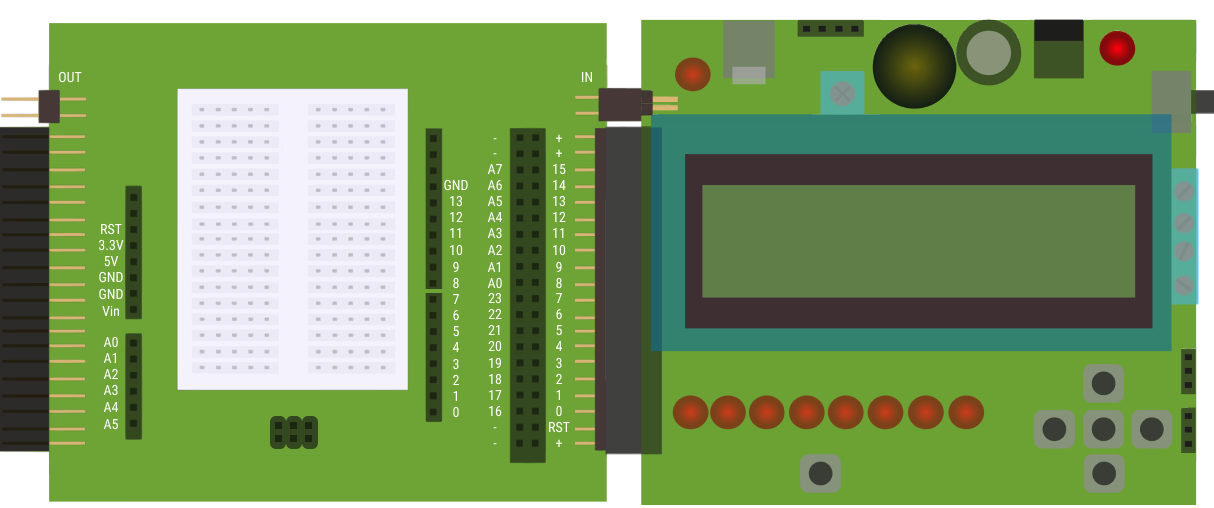 OUT
IN
RST
3.3V
5V
GND
GND
Vin
A0
A1
A2
A3
A4
A5
GND
13
12
11
10
9
8
7
6
5
4
3
2
1
0
- +
- +
A7 15
A6 14
A5 13
A4 12
A3 11
A2 10
A1 9
A0 8
23 7
22 6
21 5
20 4
19 3
18 2
17 1
16 0
- RST
- +